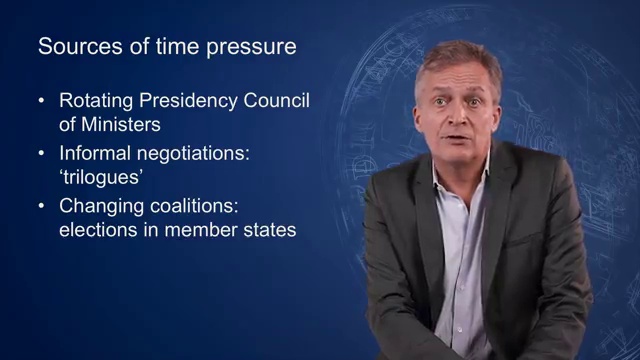 Sources of time pressure
• Rotating Presidency Council
of Ministers
• Informal negotiations:
‘trilogues’
• Changing coalitions:
elections in member states